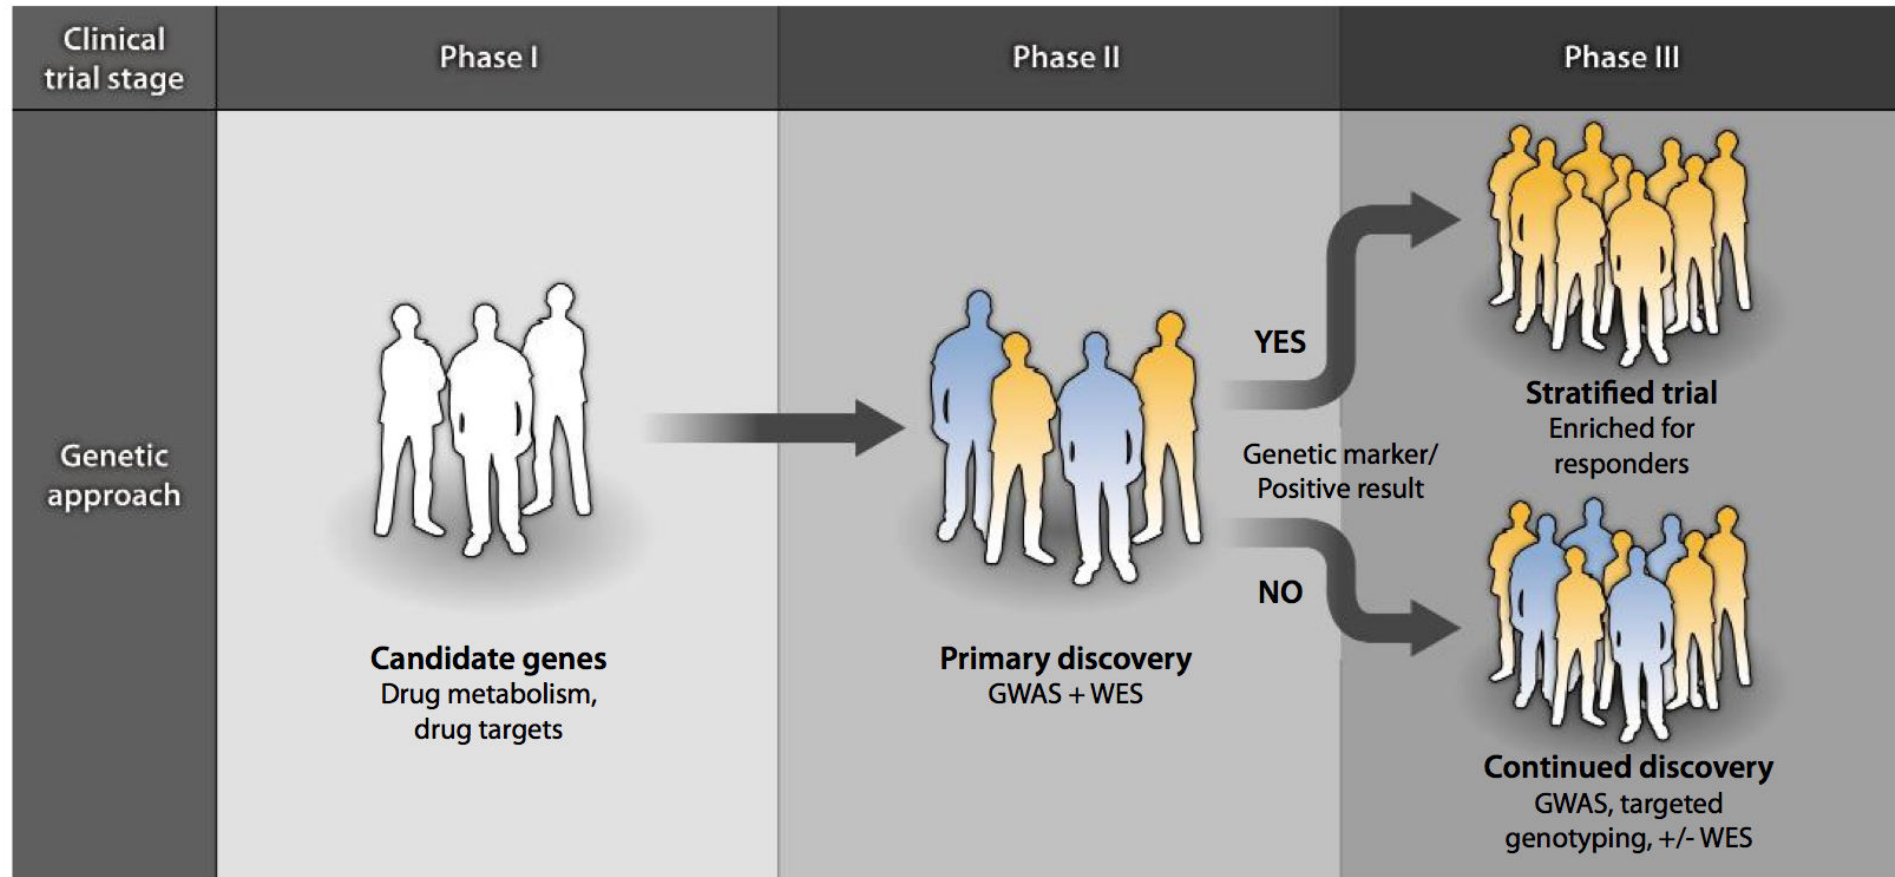 Clinical
trial stage
Phase I
Phase II
Phase III
Genetic
approach
Candidate genes
Drug metabolism,
drug targets
Primary discovery
GWAS + WES
YES
Genetic marker/
Positive result
NO
Stratified trial
Enriched for
responders
Continued discovery
GWAS, targeted
genotyping, +/- WES